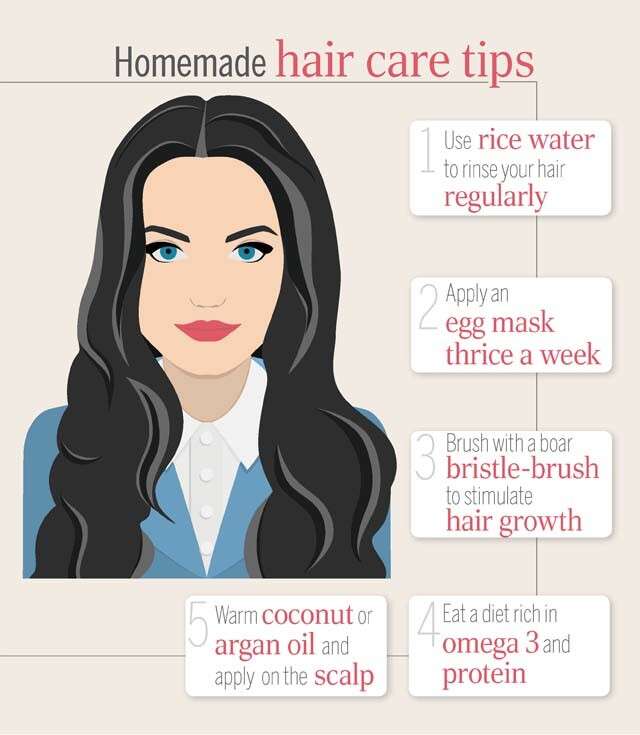 Homemade hair care tips
1 Use rice water
to rinse your hair
regularly
2 Apply an
egg mask
thrice a week
3 Brush with a boar
bristle-brush
to stimulate
hair growth
4 Eat a diet rich in
omega 3 and
protein
5 Warm coconut or
argan oil and
apply on the scalp